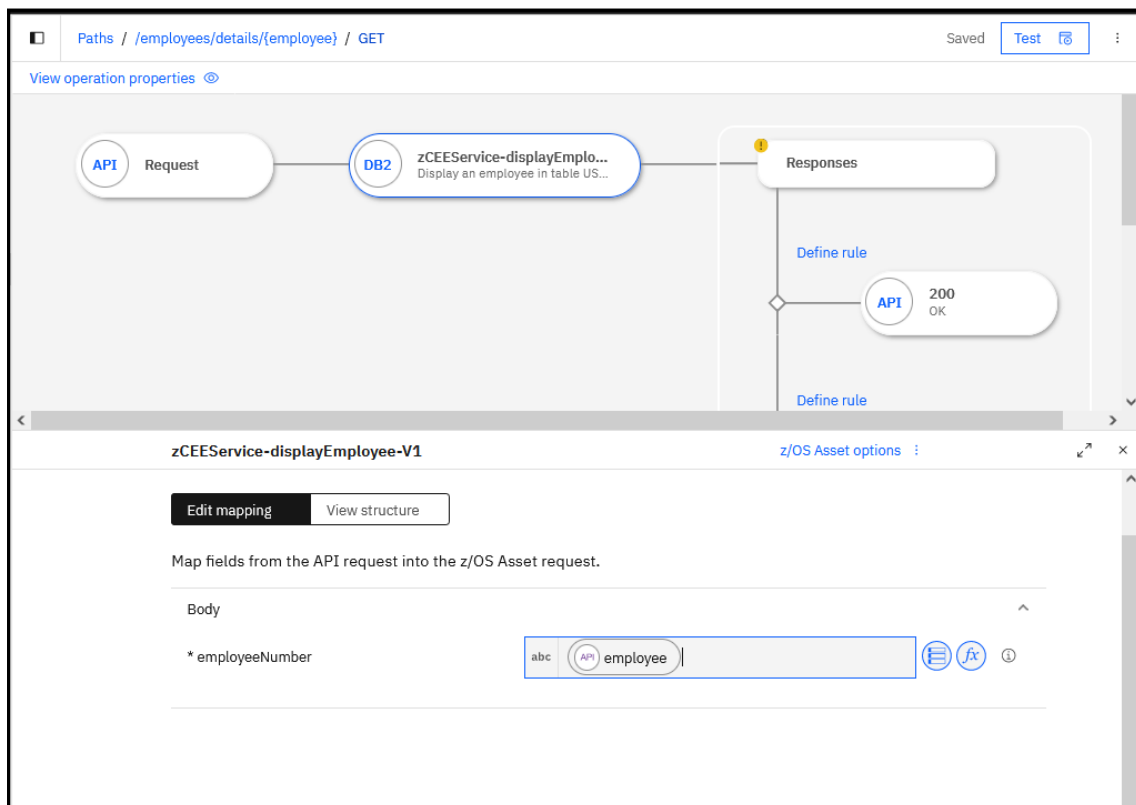 Paths / /employees/details/{employee} / GET
Saved
Test
View operation properties
API
Request
DB2
zCEEService-displayEmplo...
Display an employee in table US...
!
Responses
Define rule
API
200
OK
Define rule
zCEEService-displayEmployee-V1
z/OS Asset options
Edit mapping
View structure
Map fields from the API request into the z/OS Asset request.
Body
* employeeNumber
abc
API
employee
fx